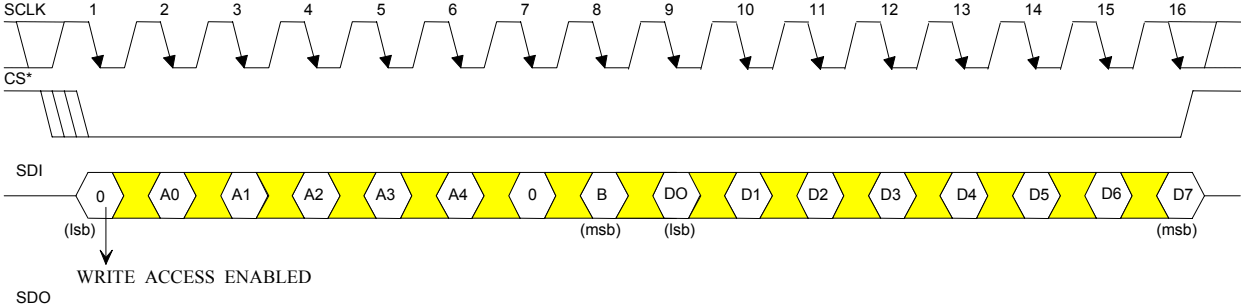 SCLK 1 2 3 4 5 6 7 8 9 10 11 12 13 14 15 16
CS*
SDI
0 A0 A1 A2 A3 A4 0 B DO D1 D2 D3 D4 D5 D6 D7
(lsb) (msb) (lsb) (msb)
WRITE ACCESS ENABLED
SDO